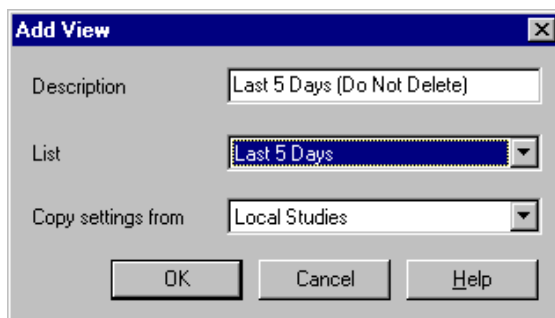 Add View
Description Last 5 Days (Do Not Delete)
List Last 5 Days
Copy settings from Local Studies
OK Cancel Help